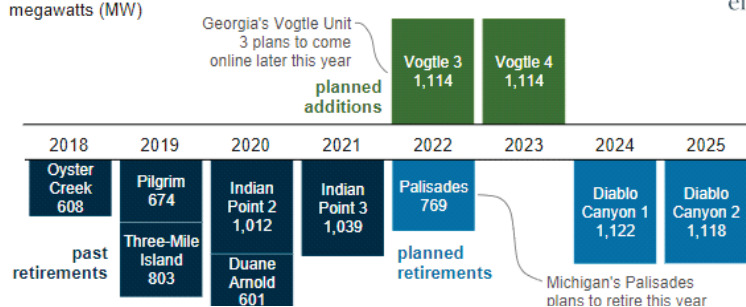 megawatts (MW)
Georgia's Vogtle Unit
3 plans to come
online later this year
planned
additions
Vogtle 3
1,114
Vogtle 4
1,114
2018 2019 2020 2021 2022 2023 2024 2025
Oyster
Creek
608
Pilgrim
674
Three-Mile
Island
803
Indian
Point 2
1,012
Duane
Arnold
601
Indian
Point 3
1,039
Palisades
769
Diablo
Canyon 1
1,122
Diablo
Canyon 2
1,118
past
retirements
planned
retirements
Michigan's Palisades
plans to retire this year